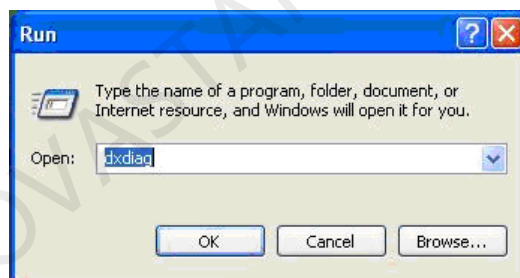 Run
Type the name of a program, folder, document, or
Internet resource, and Windows will open it for you.
Open: dxdiag
OK Cancel Browse...